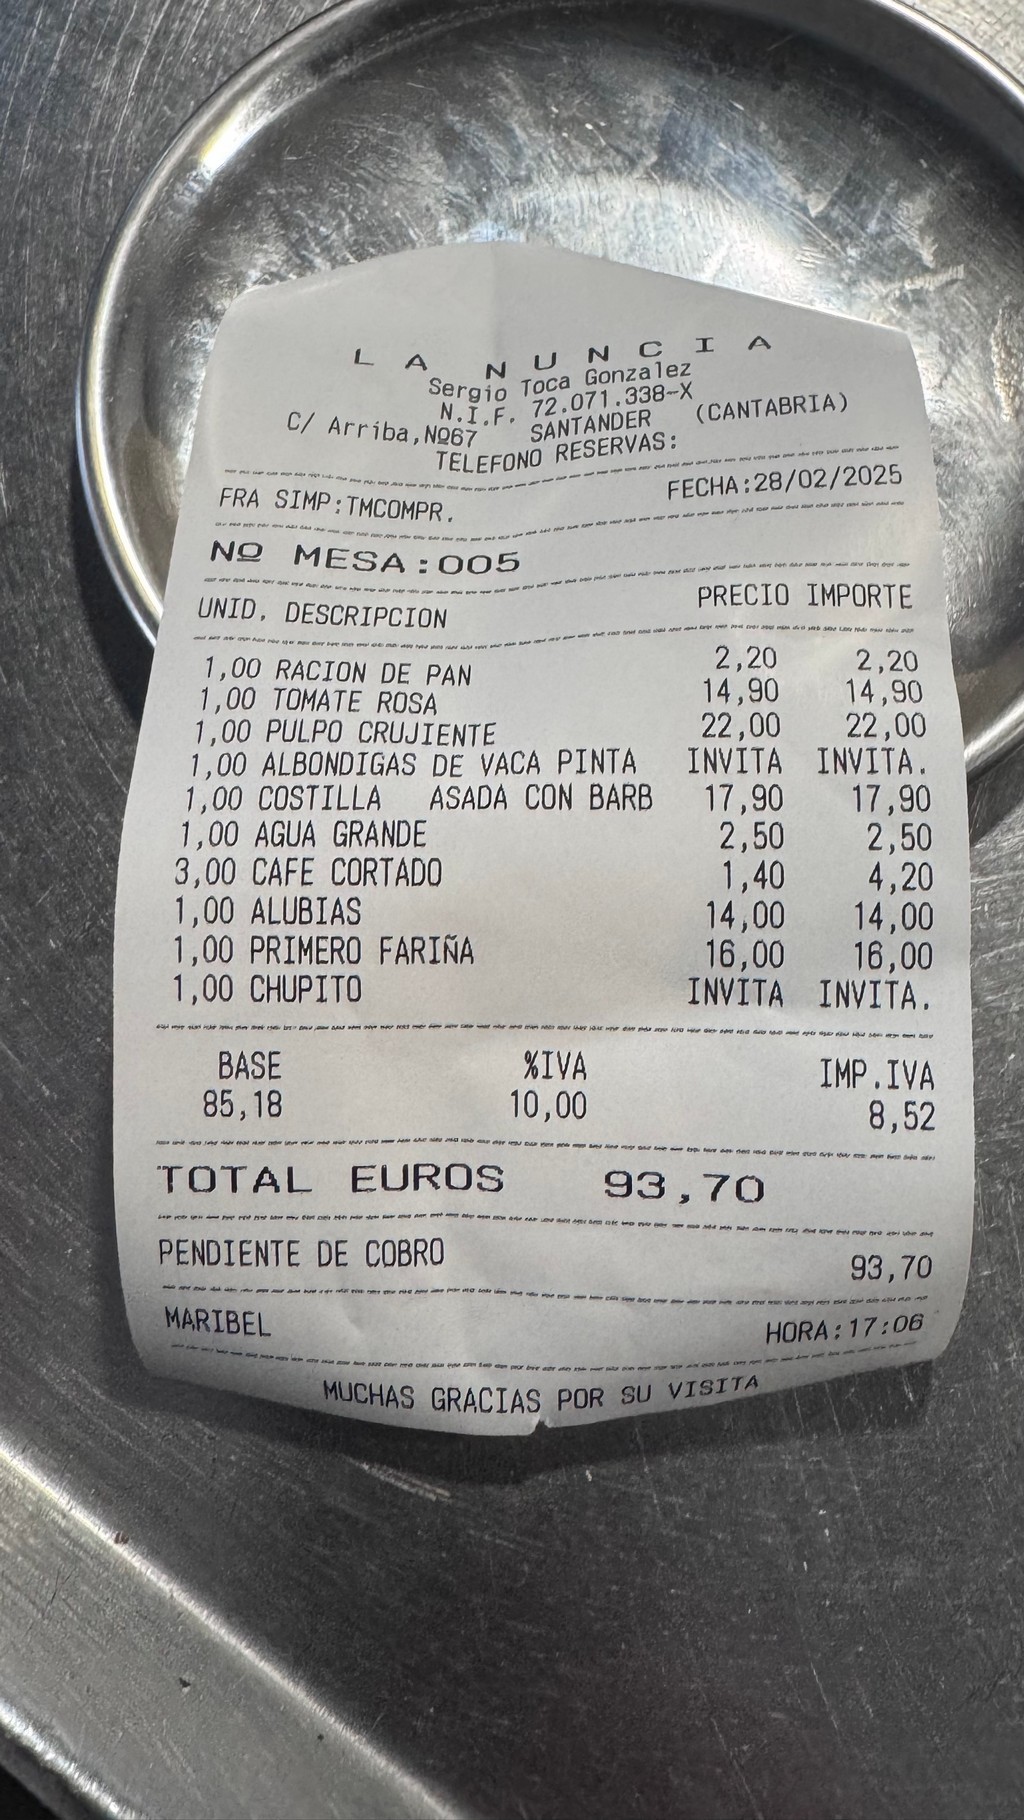 LA NUNCIA
Sergio Toca Gonzalez
N.I.F. 72.071.338-X
C/ Arriba,Nº67 SANTANDER (CANTABRIA)
TELEFONO RESERVAS:
FRA SIMP:TMCOMPR. FECHA:28/02/2025
Nº MESA:005
UNID. DESCRIPCION PRECIO IMPORTE
1,00 RACION DE PAN 2,20 2,20
1,00 TOMATE ROSA 14,90 14,90
1,00 PULPO CRUJIENTE 22,00 22,00
1,00 ALBONDIGAS DE VACA PINTA INVITA INVITA.
1,00 COSTILLA ASADA CON BARB 17,90 17,90
1,00 AGUA GRANDE 2,50 2,50
3,00 CAFE CORTADO 1,40 4,20
1,00 ALUBIAS 14,00 14,00
1,00 PRIMERO FARIÑA 16,00 16,00
1,00 CHUPITO INVITA INVITA.
BASE %IVA IMP.IVA
85,18 10,00 8,52
TOTAL EUROS 93,70
PENDIENTE DE COBRO 93,70
MARIBEL HORA:17:06
MUCHAS GRACIAS POR SU VISITA